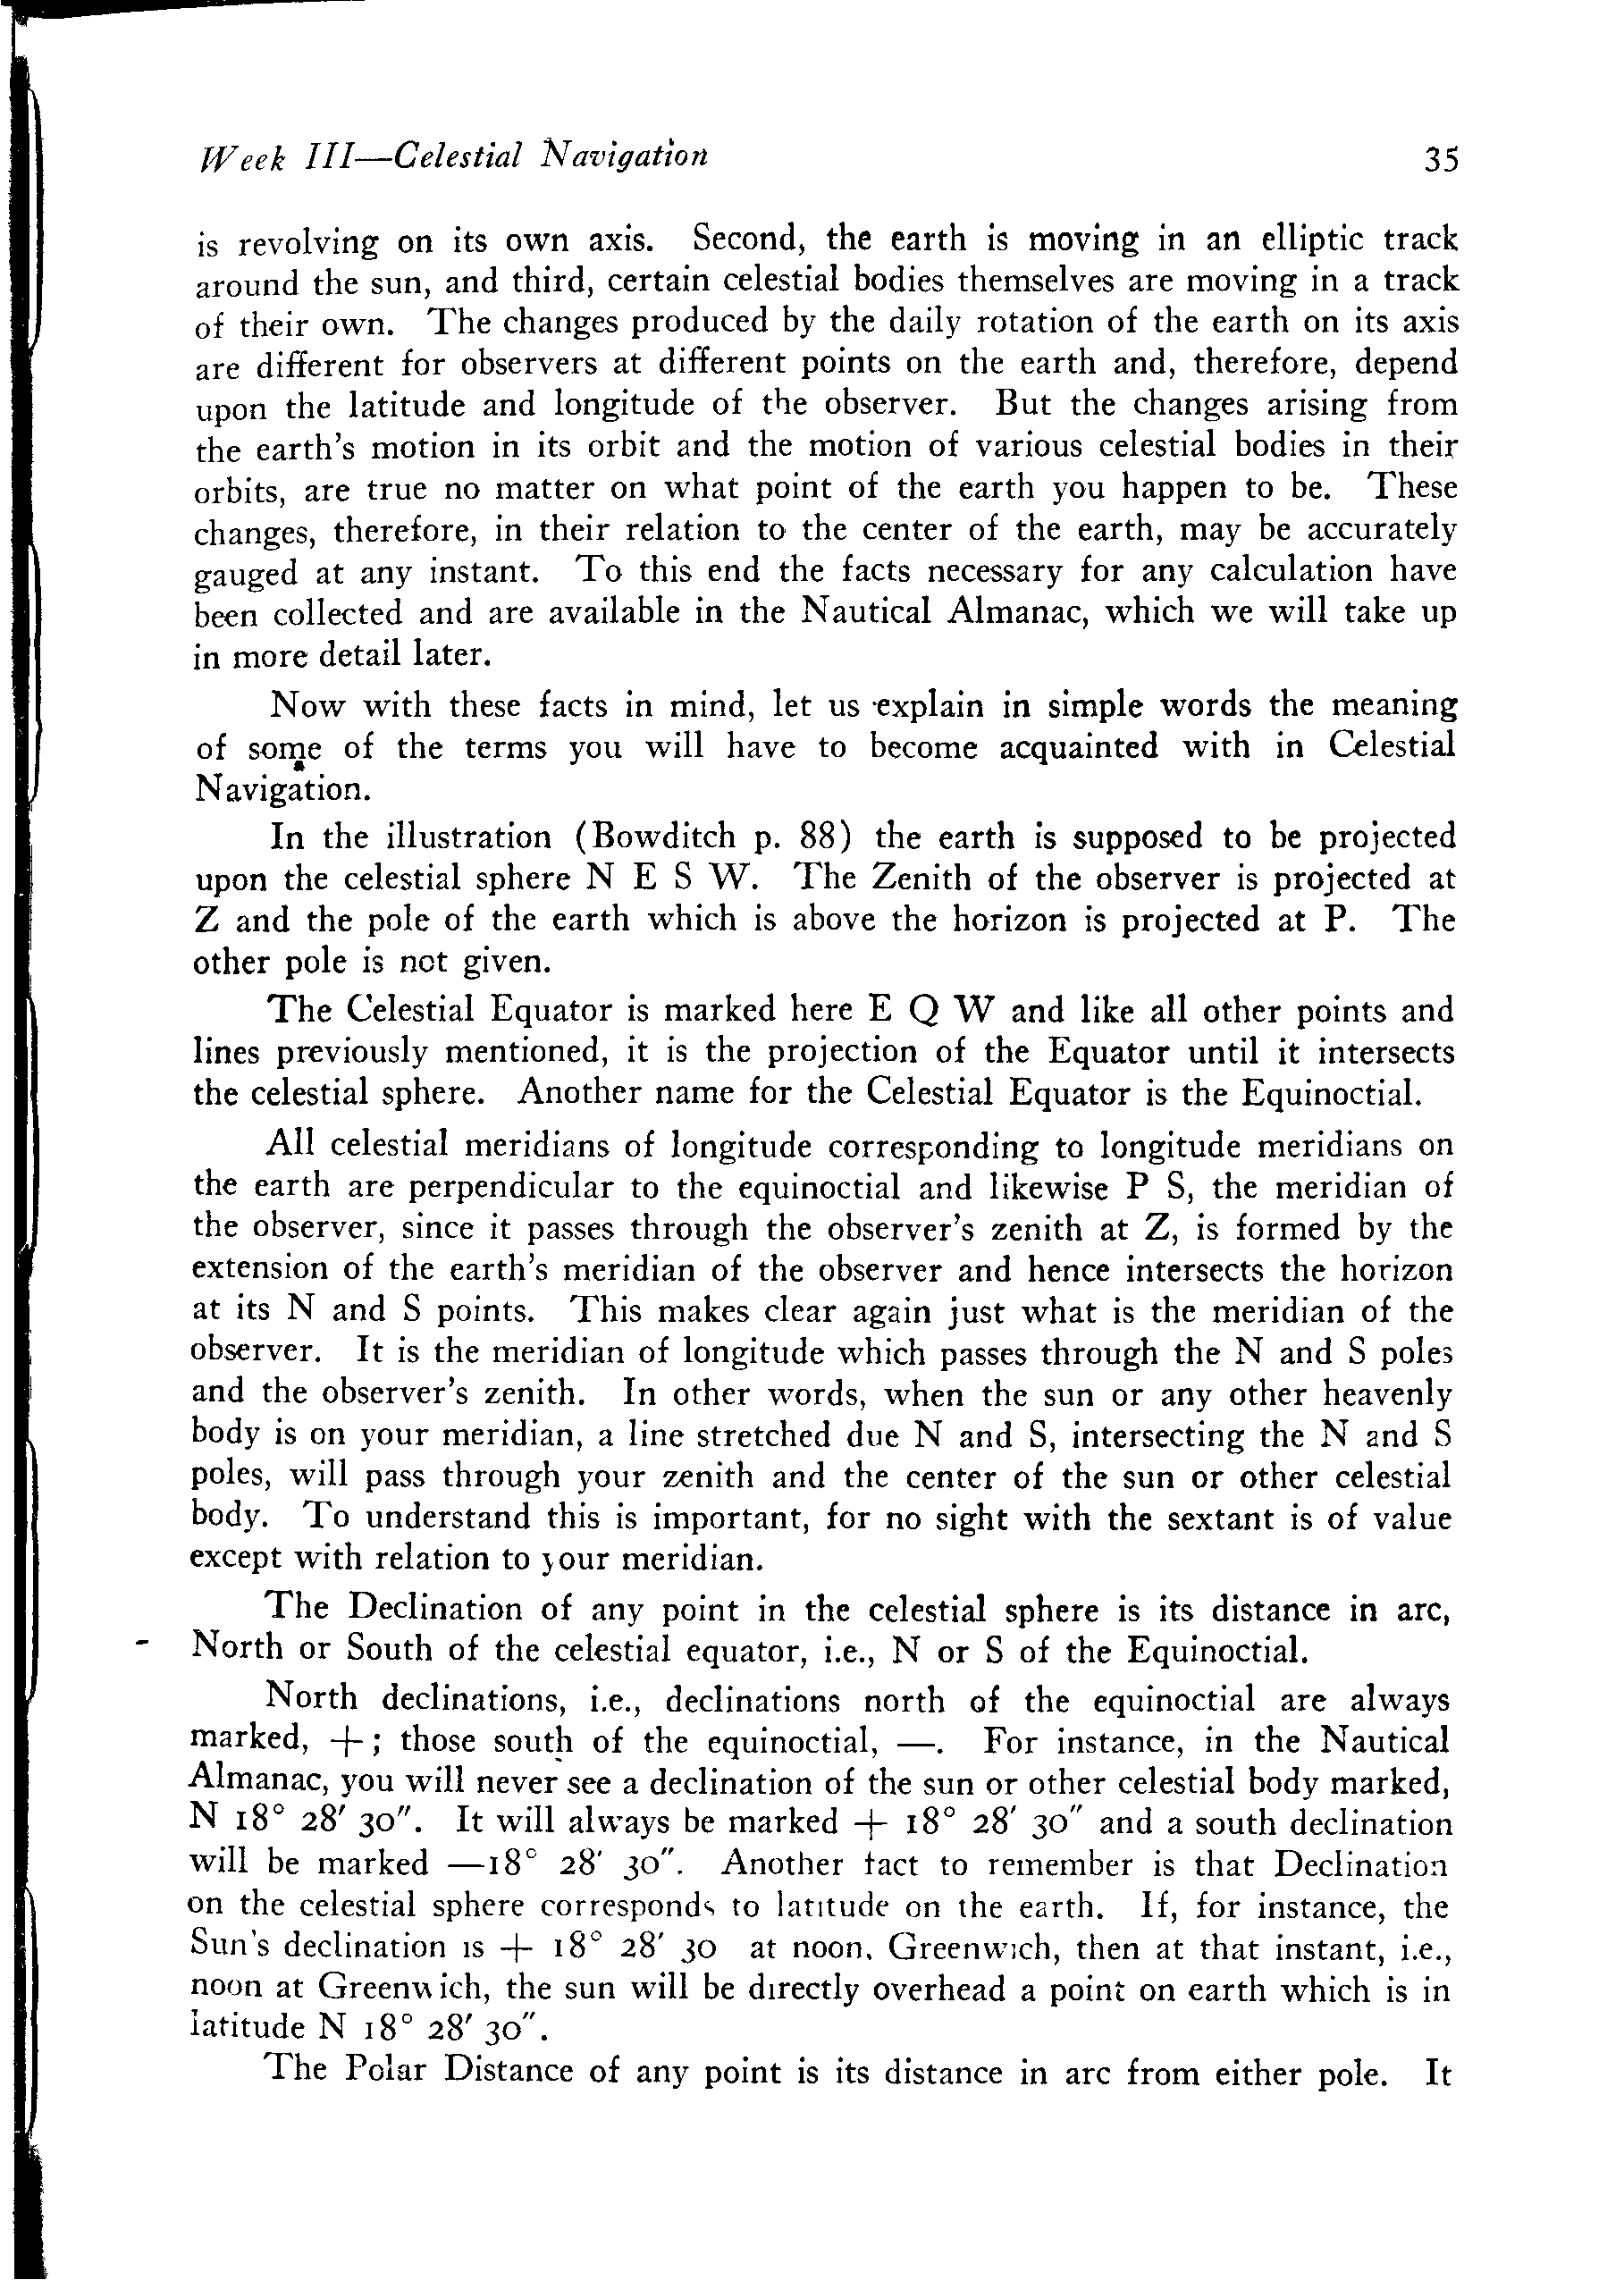 Week III—Celestial Navigation 35
is revolving on its own axis. Second, the earth is moving in an elliptic track
around the sun, and third, certain celestial bodies themselves are moving in a track
of their own. The changes produced by the daily rotation of the earth on its axis
are different for observers at different points on the earth and, therefore, depend
upon the latitude and longitude of the observer. But the changes arising from
the earth's motion in its orbit and the motion of various celestial bodies in their
orbits, are true no matter on what point of the earth you happen to be. These
changes, therefore, in their relation to the center of the earth, may be accurately
gauged at any instant. To this end the facts necessary for any calculation have
been collected and are available in the Nautical Almanac, which we will take up
in more detail later.
Now with these facts in mind, let us explain in simple words the meaning
of some of the terms you will have to become acquainted with in Celestial
Navigation.
In the illustration (Bowditch p. 88) the earth is supposed to be projected
upon the celestial sphere N E S W. The Zenith of the observer is projected at
Z and the pole of the earth which is above the horizon is projected at P. The
other pole is not given.
The Celestial Equator is marked here E Q W and like all other points and
lines previously mentioned, it is the projection of the Equator until it intersects
the celestial sphere. Another name for the Celestial Equator is the Equinoctial.
All celestial meridians of longitude corresponding to longitude meridians on
the earth are perpendicular to the equinoctial and likewise P S, the meridian of
the observer, since it passes through the observer's zenith at Z, is formed by the
extension of the earth's meridian of the observer and hence intersects the horizon
at its N and S points. This makes clear again just what is the meridian of the
observer. It is the meridian of longitude which passes through the N and S poles
and the observer's zenith. In other words, when the sun or any other heavenly
body is on your meridian, a line stretched due N and S, intersecting the N and S
poles, will pass through your zenith and the center of the sun or other celestial
body. To understand this is important, for no sight with the sextant is of value
except with relation to your meridian.
The Declination of any point in the celestial sphere is its distance in arc,
North or South of the celestial equator, i.e., N or S of the Equinoctial.
North declinations, i.e., declinations north of the equinoctial are always
marked, +; those south of the equinoctial, —. For instance, in the Nautical
Almanac, you will never see a declination of the sun or other celestial body marked,
N 18° 28′ 30″. It will always be marked + 18° 28′ 30″ and a south declination
will be marked —18° 28′ 30″. Another fact to remember is that Declination
on the celestial sphere corresponds to latitude on the earth. If, for instance, the
Sun's declination is + 18° 28′ 30 at noon, Greenwich, then at that instant, i.e.,
noon at Greenwich, the sun will be directly overhead a point on earth which is in
latitude N 18° 28′ 30″.
The Polar Distance of any point is its distance in arc from either pole. It